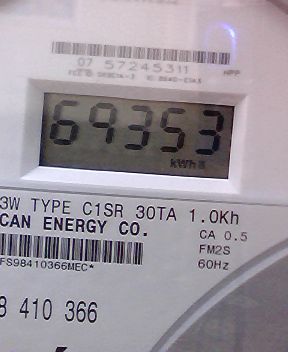 07 57245311
69353
kWh
3W TYPE C1SR 30TA 1.0Kh
CAN ENERGY CO.
CA 0.5
FM2S
FS98410366MEC*
60Hz
8 410 366